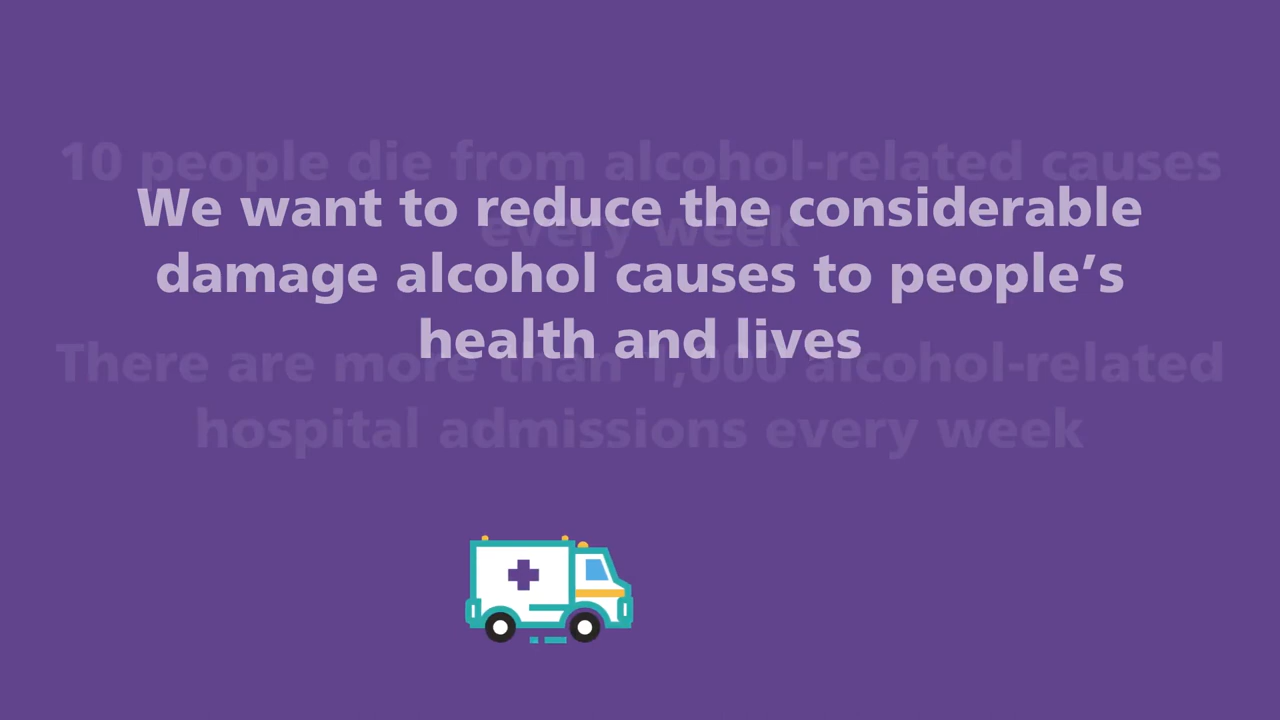 10 people die from alcohol-related causes
every week
We want to reduce the considerable
damage alcohol causes to people’s
health and lives
There are more than 1,000 alcohol-related
hospital admissions every week